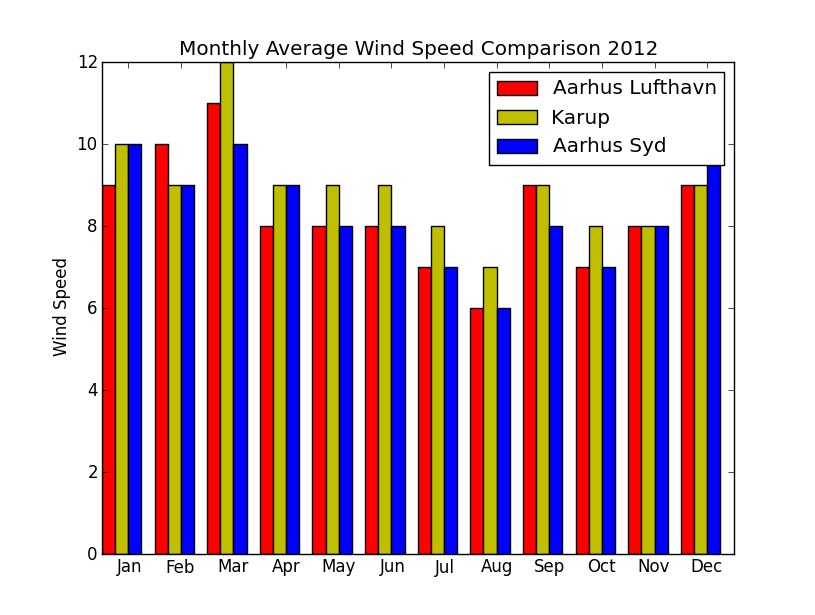 Monthly Average Wind Speed Comparison 2012
12
10
8
6
4
2
0
Wind Speed
Aarhus Lufthavn
Karup
Aarhus Syd
Jan Feb Mar Apr May Jun Jul Aug Sep Oct Nov Dec